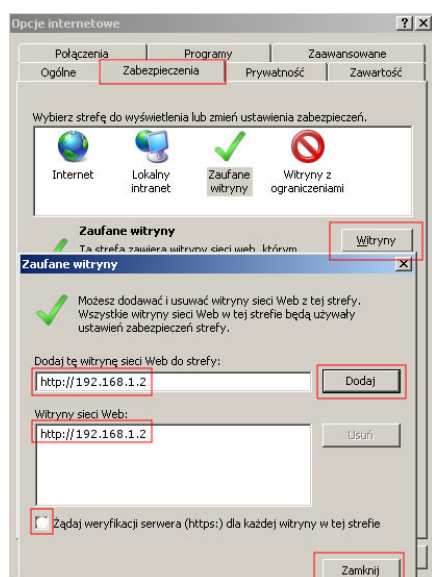 Opcje internetowe
Połączenia Programy Zaawansowane
Ogólne Zabezpieczenia Prywatność Zawartość
Wybierz strefę do wyświetlenia lub zmień ustawienia zabezpieczeń.
Internet Lokalny intranet Zaufane witryny Witryny z ograniczeniami
Zaufane witryny
Ta strefa zawiera witryny sieci web, którym
Witryny
Zaufane witryny
Możesz dodawać i usuwać witryny sieci Web z tej strefy.
Wszystkie witryny sieci Web w tej strefie będą używały
ustawień zabezpieczeń strefy.
Dodaj tę witrynę sieci Web do strefy:
http://192.168.1.2 Dodaj
Witryny sieci Web:
http://192.168.1.2 Usuń
Żądaj weryfikacji serwera (https:) dla każdej witryny w tej strefie
Zamknij